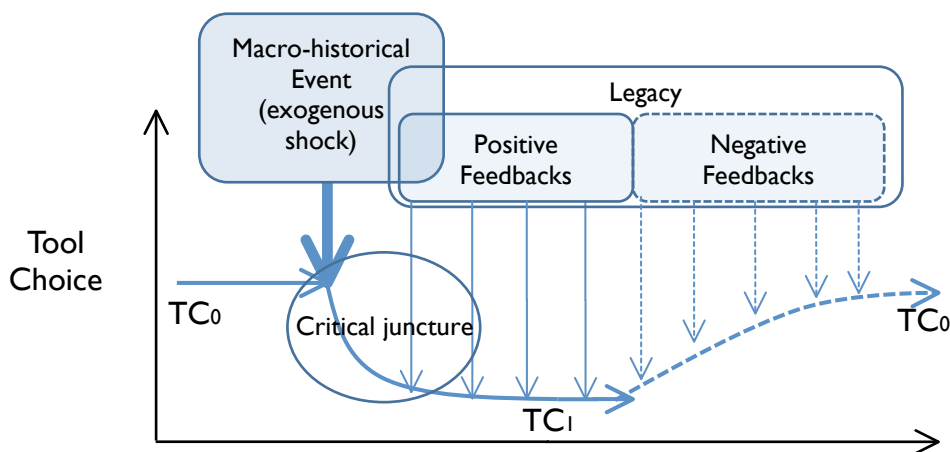 Macro-historical
Event
(exogenous
shock)
Legacy
Positive
Feedbacks
Negative
Feedbacks
Tool
Choice
TC0
Critical juncture
TC1
TC0